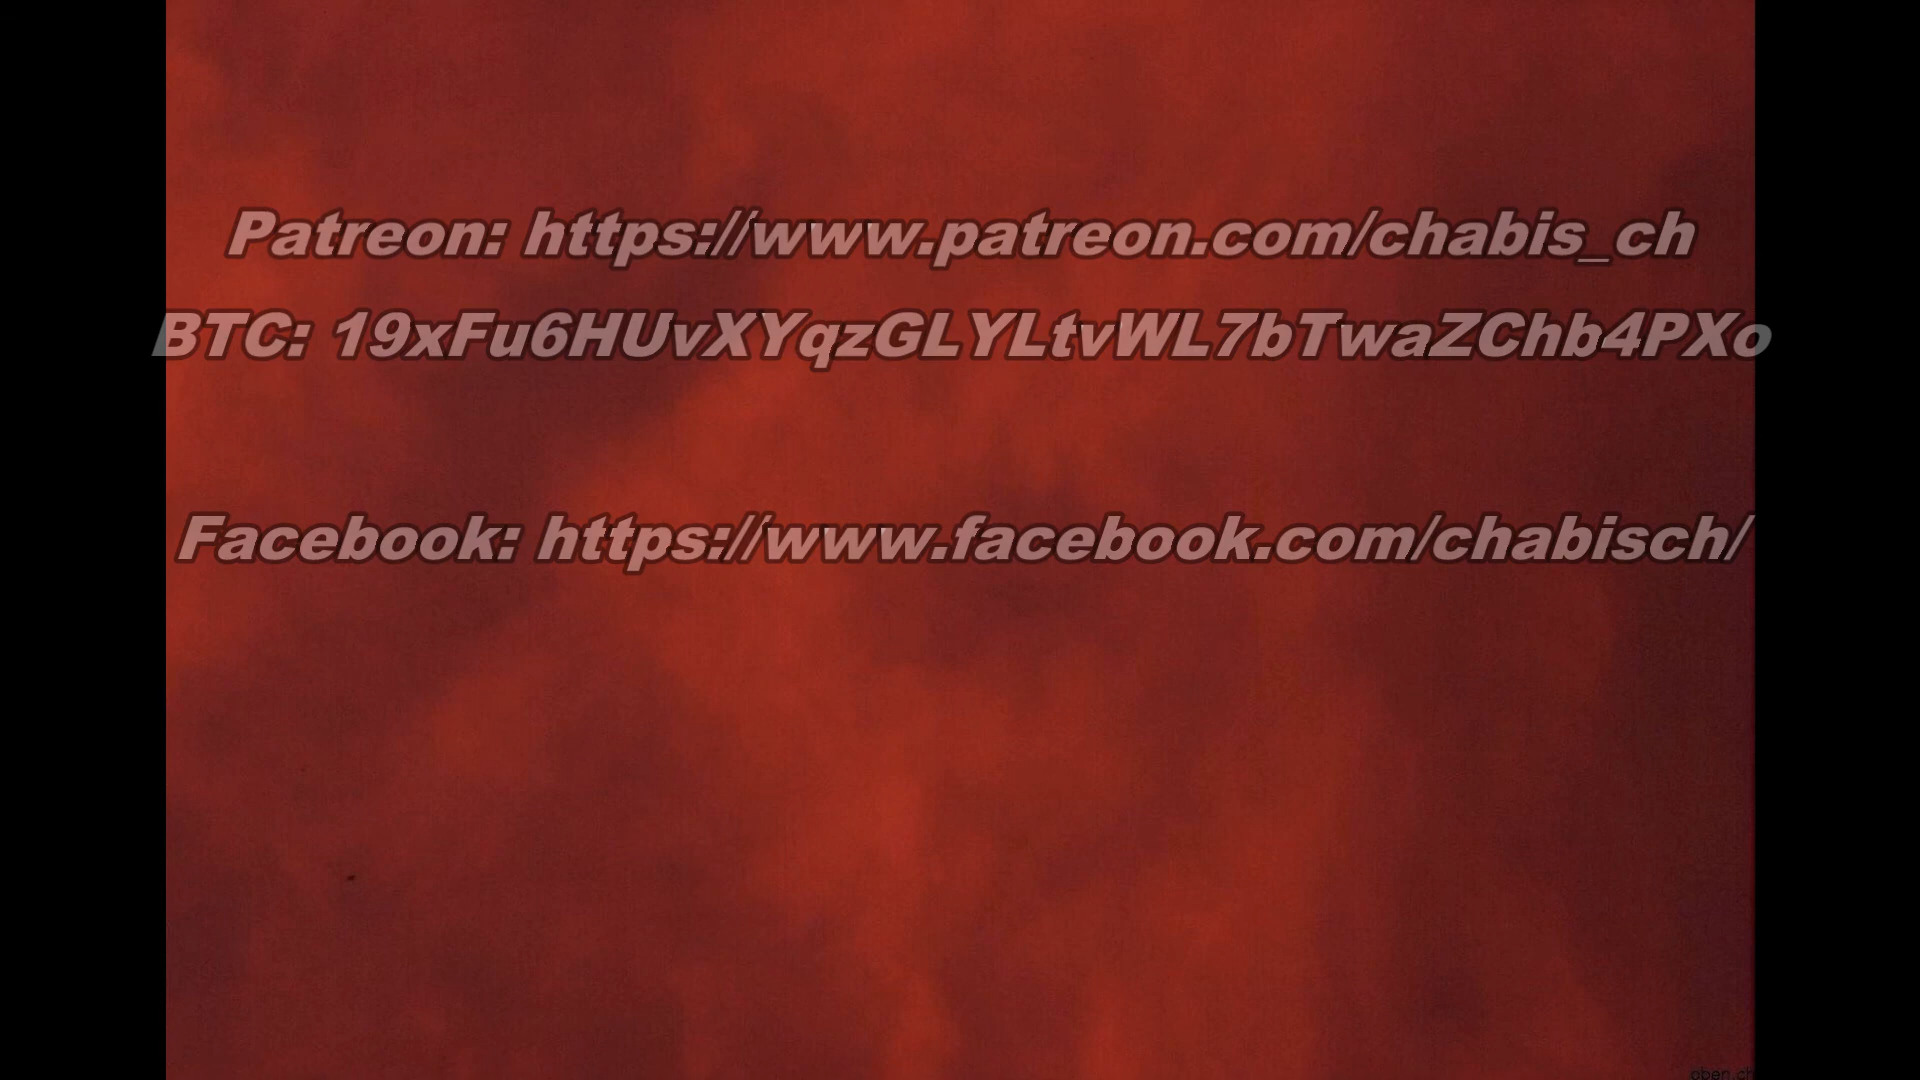 Patreon: https://www.patreon.com/chabis_ch
BTC: 19xFu6HUvXYqzGLYLtvWL7bTwaZChb4PXo
Facebook: https://www.facebook.com/chabisch/